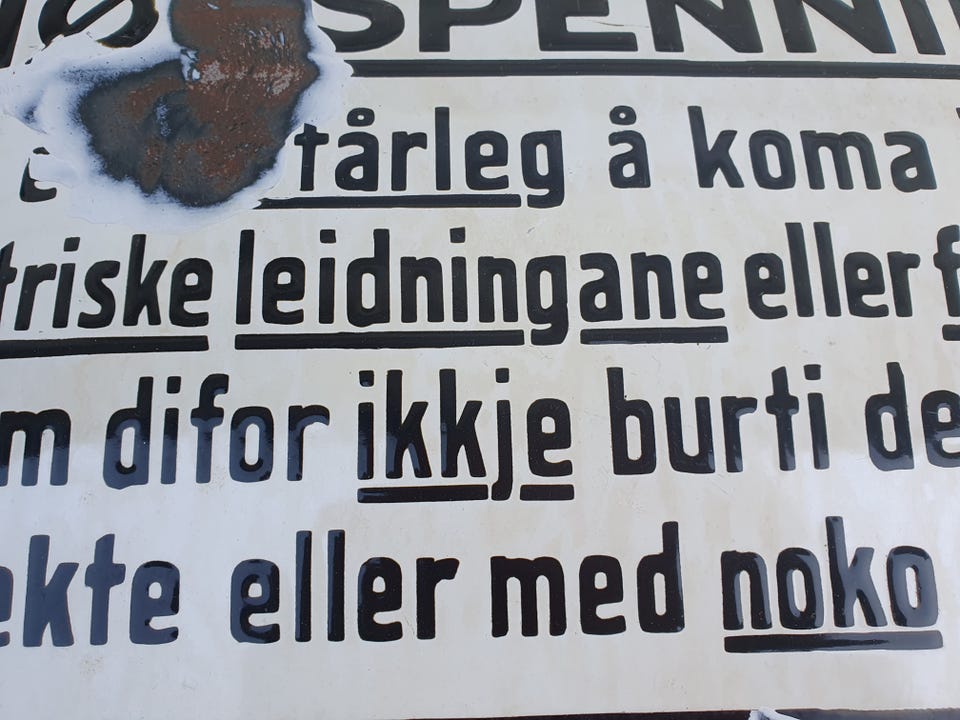 SPENNI
tårleg å koma
triske leidningane eller f
m difor ikkje burti de
ekte eller med noko